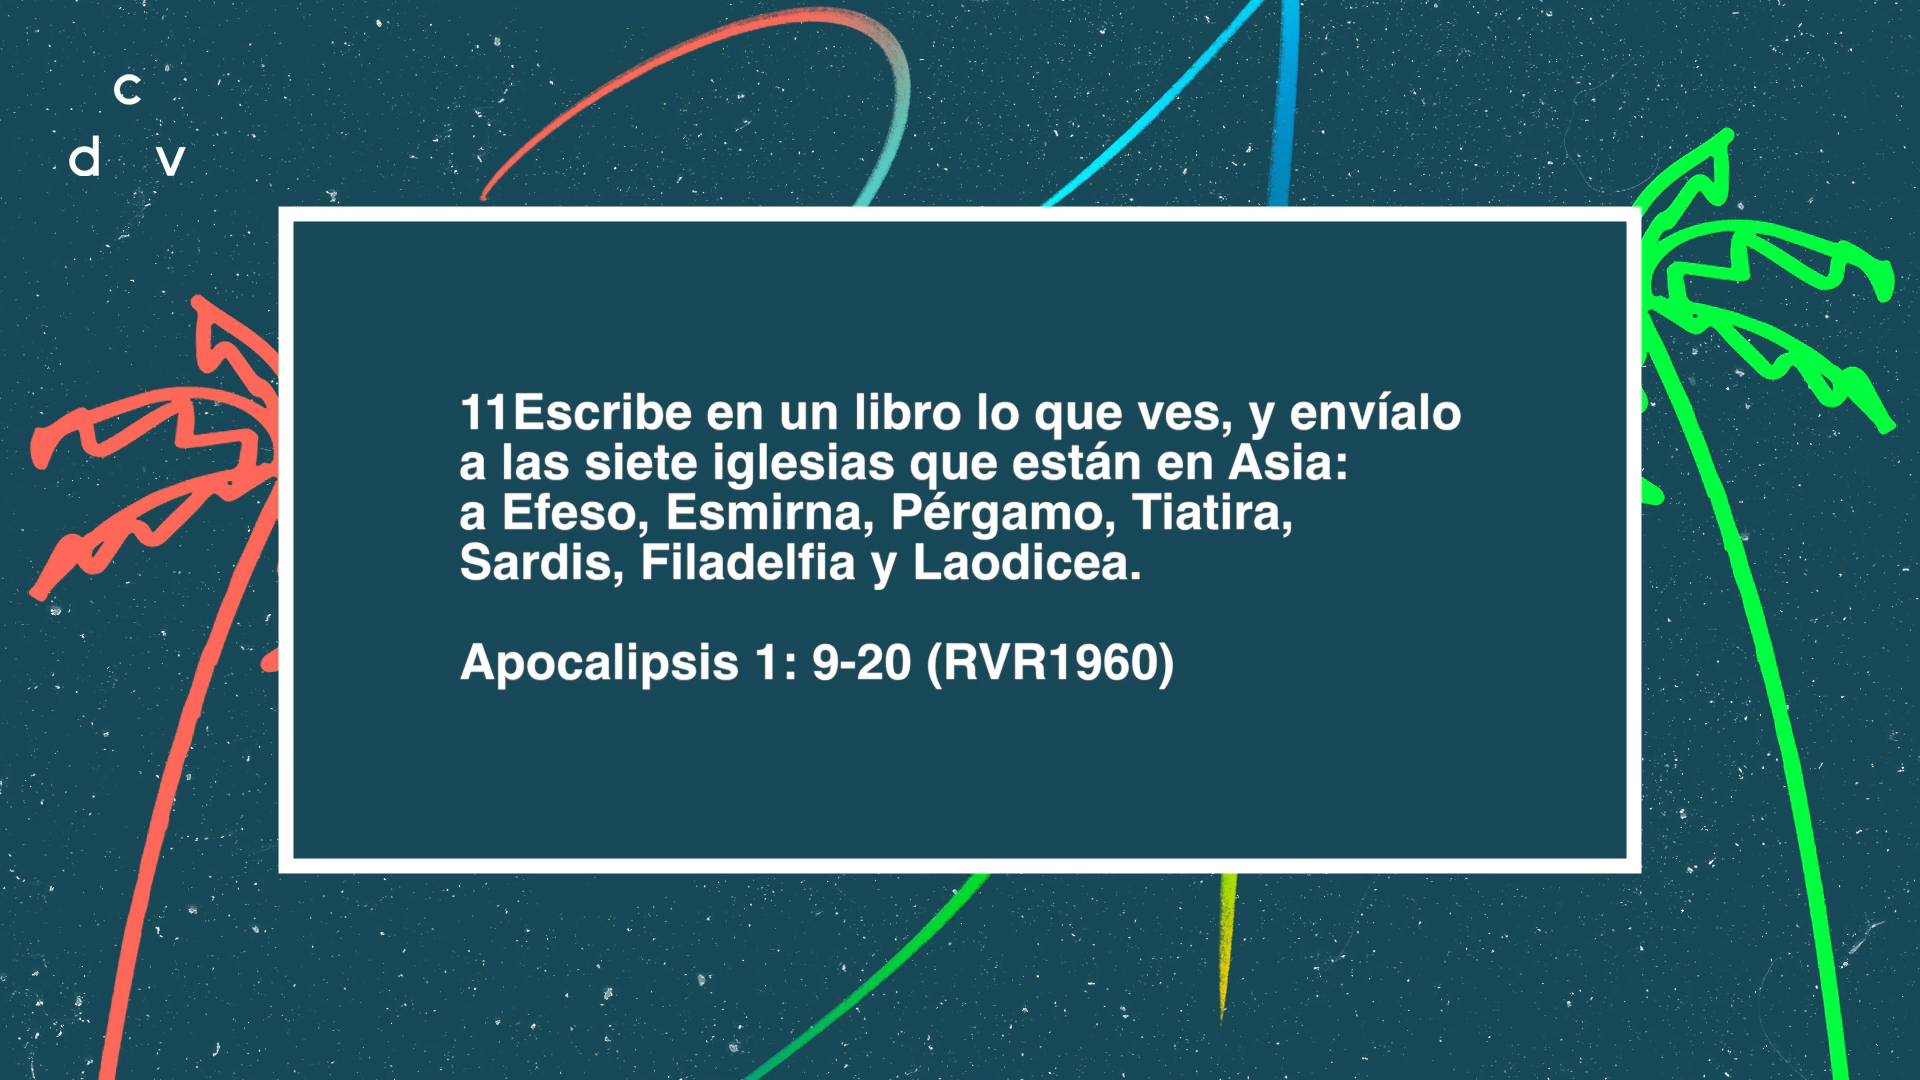 c
d v
11Escribe en un libro lo que ves, y envíalo
a las siete iglesias que están en Asia:
a Efeso, Esmirna, Pérgamo, Tiatira,
Sardis, Filadelfia y Laodicea.
Apocalipsis 1: 9-20 (RVR1960)